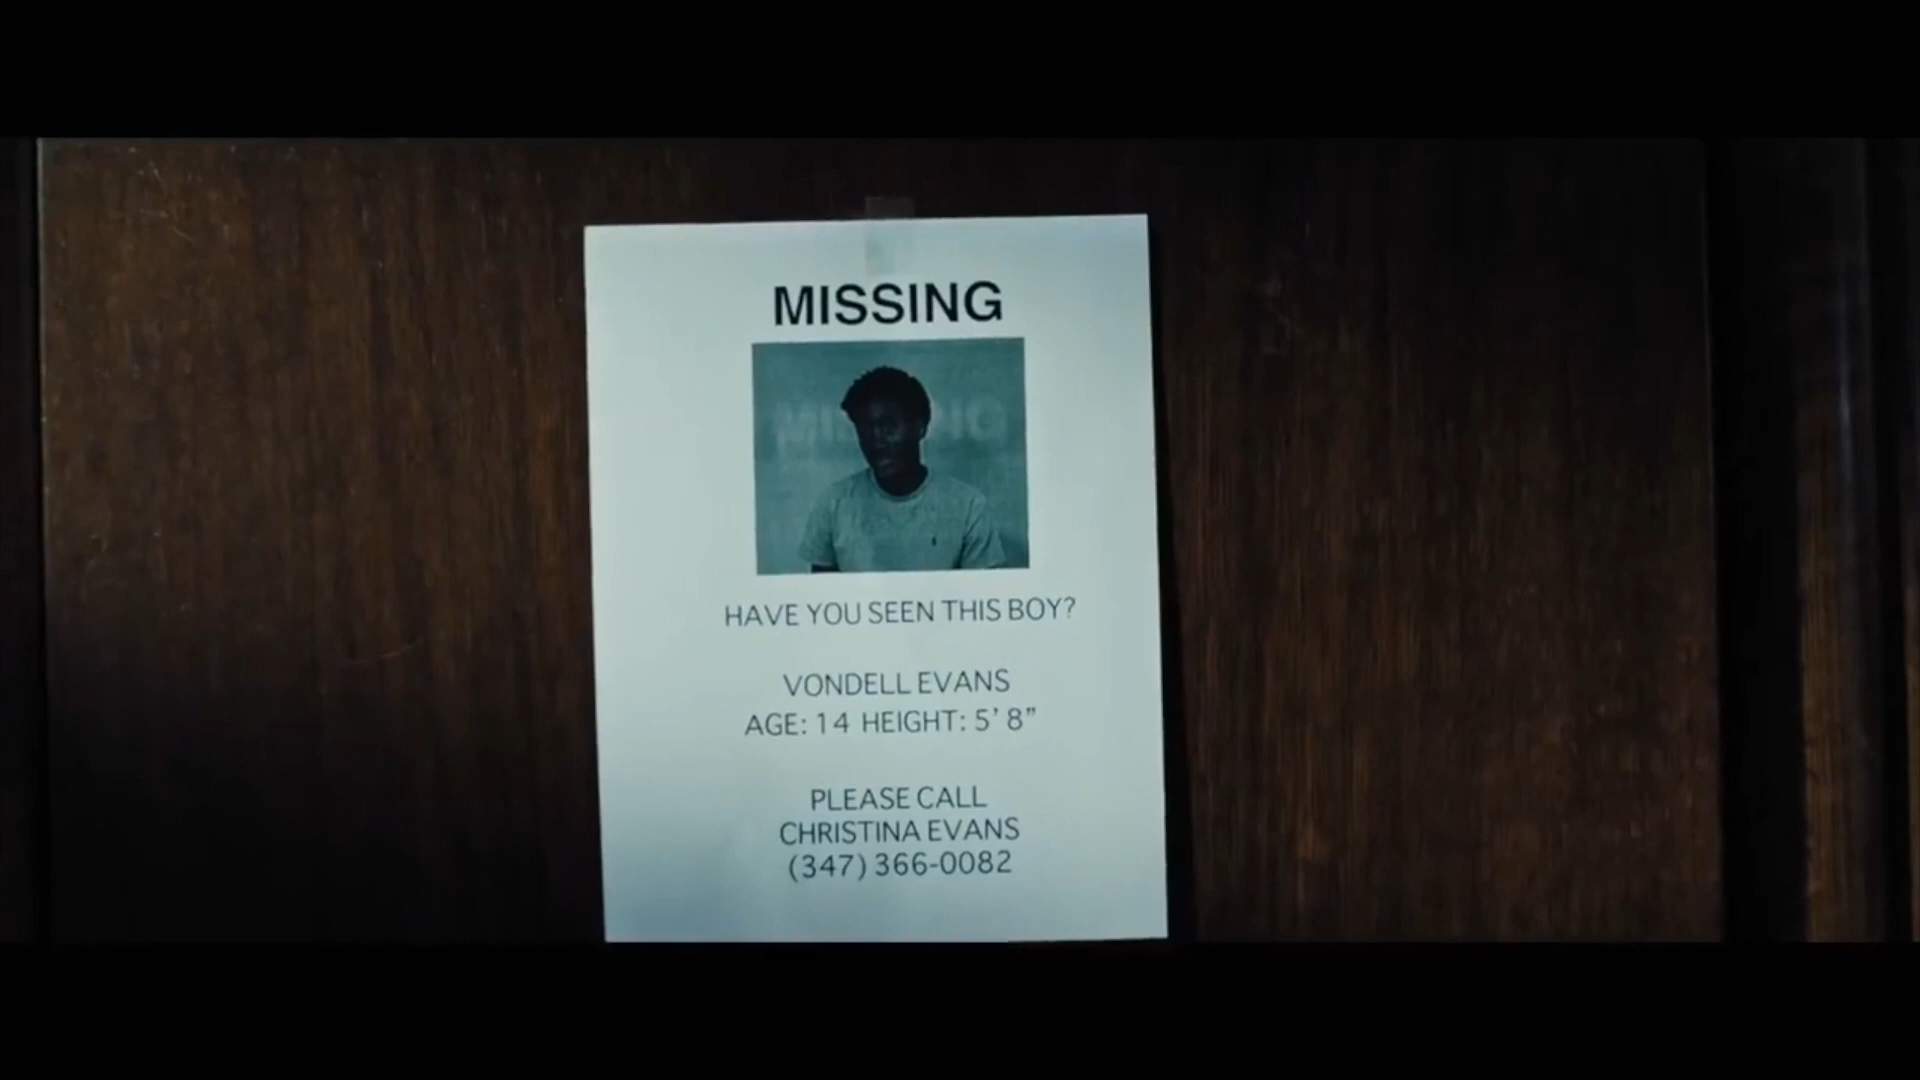 MISSING
HAVE YOU SEEN THIS BOY?
VONDELL EVANS
AGE: 14 HEIGHT: 5' 8"
PLEASE CALL
CHRISTINA EVANS
(347) 366-0082